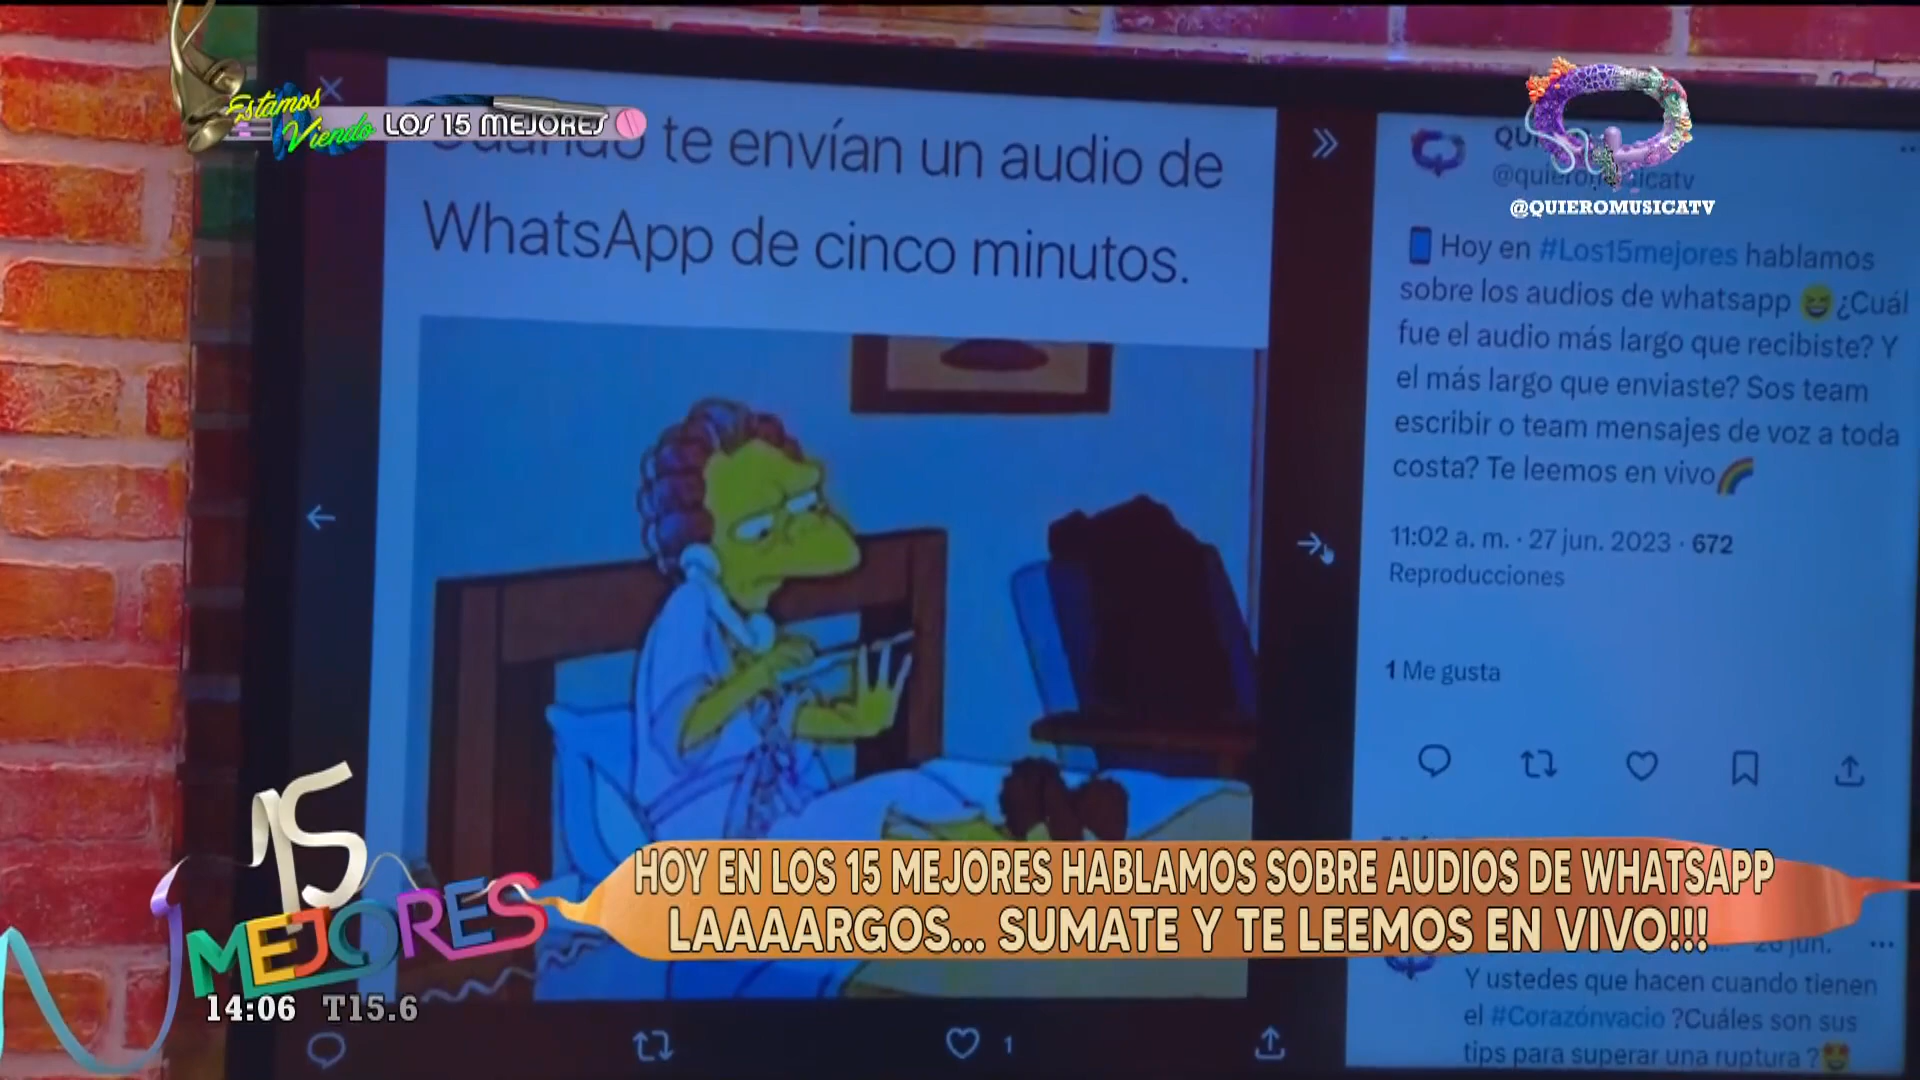 Estamos
Viendo
LOS 15 MEJORES
Cuando te envían un audio de
WhatsApp de cinco minutos.
@QUIEROMUSICATV
Hoy en #Los15mejores hablamos
sobre los audios de whatsapp 😆 ¿Cuál
fue el audio más largo que recibiste? Y
el más largo que enviaste? Sos team
escribir o team mensajes de voz a toda
costa? Te leemos en vivo🌈
11:02 a. m. · 27 jun. 2023 · 672
Reproducciones
1 Me gusta
15
MEJORES
HOY EN LOS 15 MEJORES HABLAMOS SOBRE AUDIOS DE WHATSAPP
LAAAARGOS... SUMATE Y TE LEEMOS EN VIVO!!!
14:06 T15.6
26 jun.
Y ustedes que hacen cuando tienen
el #Corazónvacio ?Cuáles son sus
tips para superar una ruptura ?
1